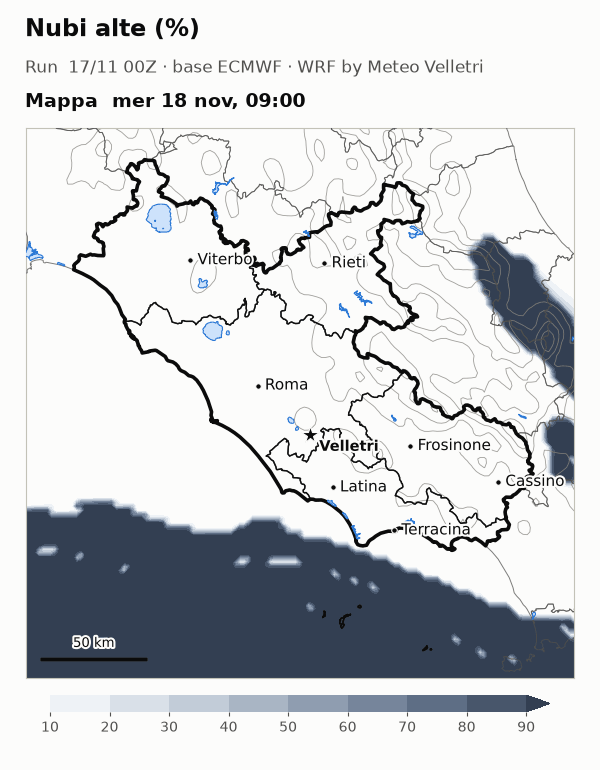 Nubi alte (%)
Run 17/11 00Z · base ECMWF · WRF by Meteo Velletri
Mappa mer 18 nov, 09:00
Viterbo
Rieti
Roma
Velletri
Frosinone
Latina
Cassino
Terracina
50 km
10 20 30 40 50 60 70 80 90